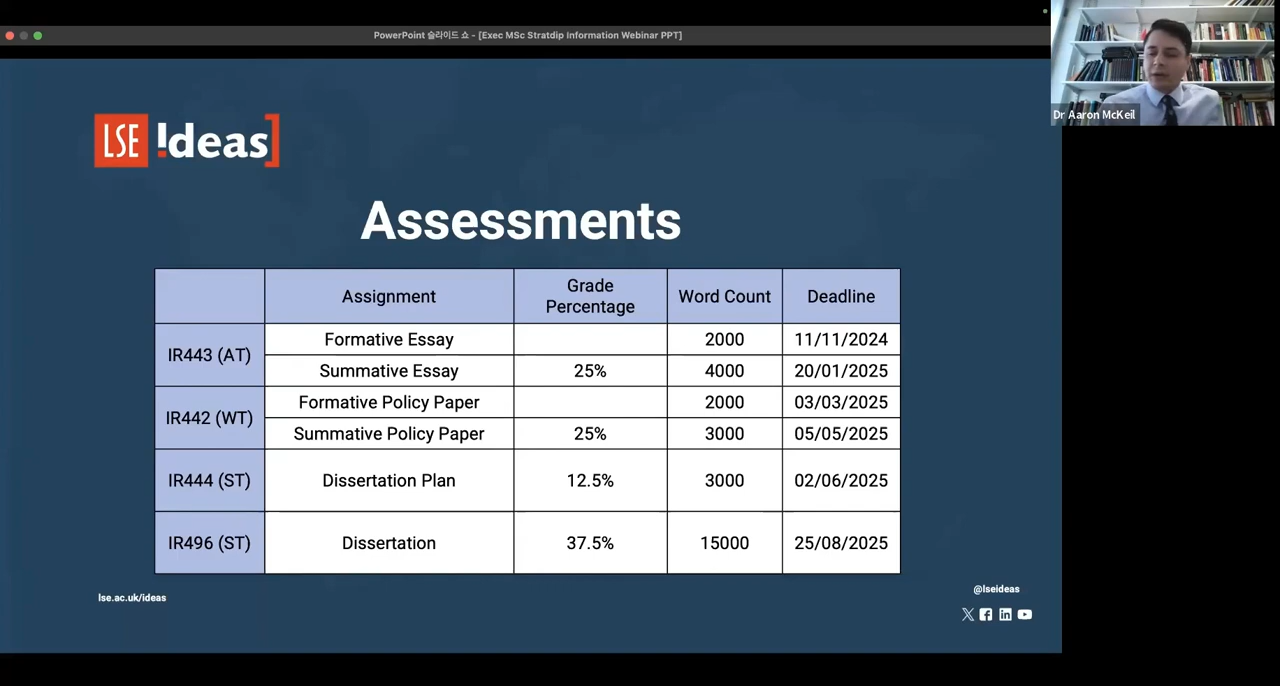 PowerPoint 슬라이드 쇼 - [Exec MSc Stratdip Information Webinar PPT]
Dr Aaron McKeil
LSE Ideas
Assessments
Assignment Grade Percentage Word Count Deadline
IR443 (AT) Formative Essay 2000 11/11/2024
Summative Essay 25% 4000 20/01/2025
IR442 (WT) Formative Policy Paper 2000 03/03/2025
Summative Policy Paper 25% 3000 05/05/2025
IR444 (ST) Dissertation Plan 12.5% 3000 02/06/2025
IR496 (ST) Dissertation 37.5% 15000 25/08/2025
lse.ac.uk/ideas
@lseideas